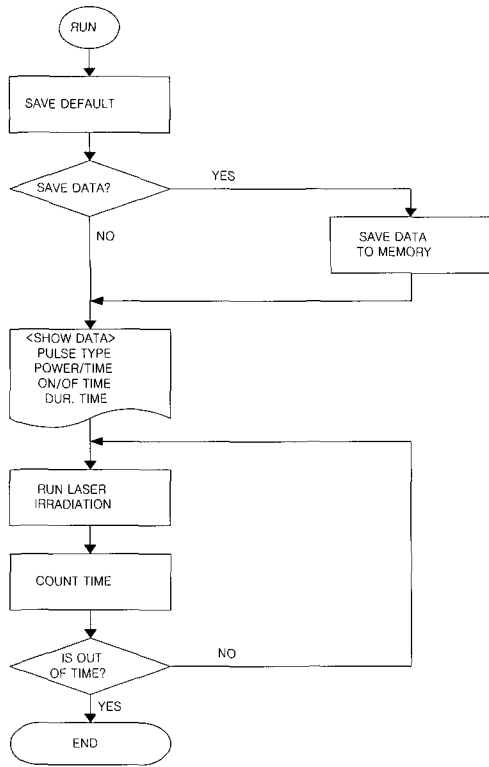 RUN
SAVE DEFAULT
SAVE DATA?
YES
NO
SAVE DATA
TO MEMORY
<SHOW DATA>
PULSE TYPE
POWER/TIME
ON/OF TIME
DUR. TIME
RUN LASER
IRRADIATION
COUNT TIME
IS OUT
OF TIME?
NO
YES
END